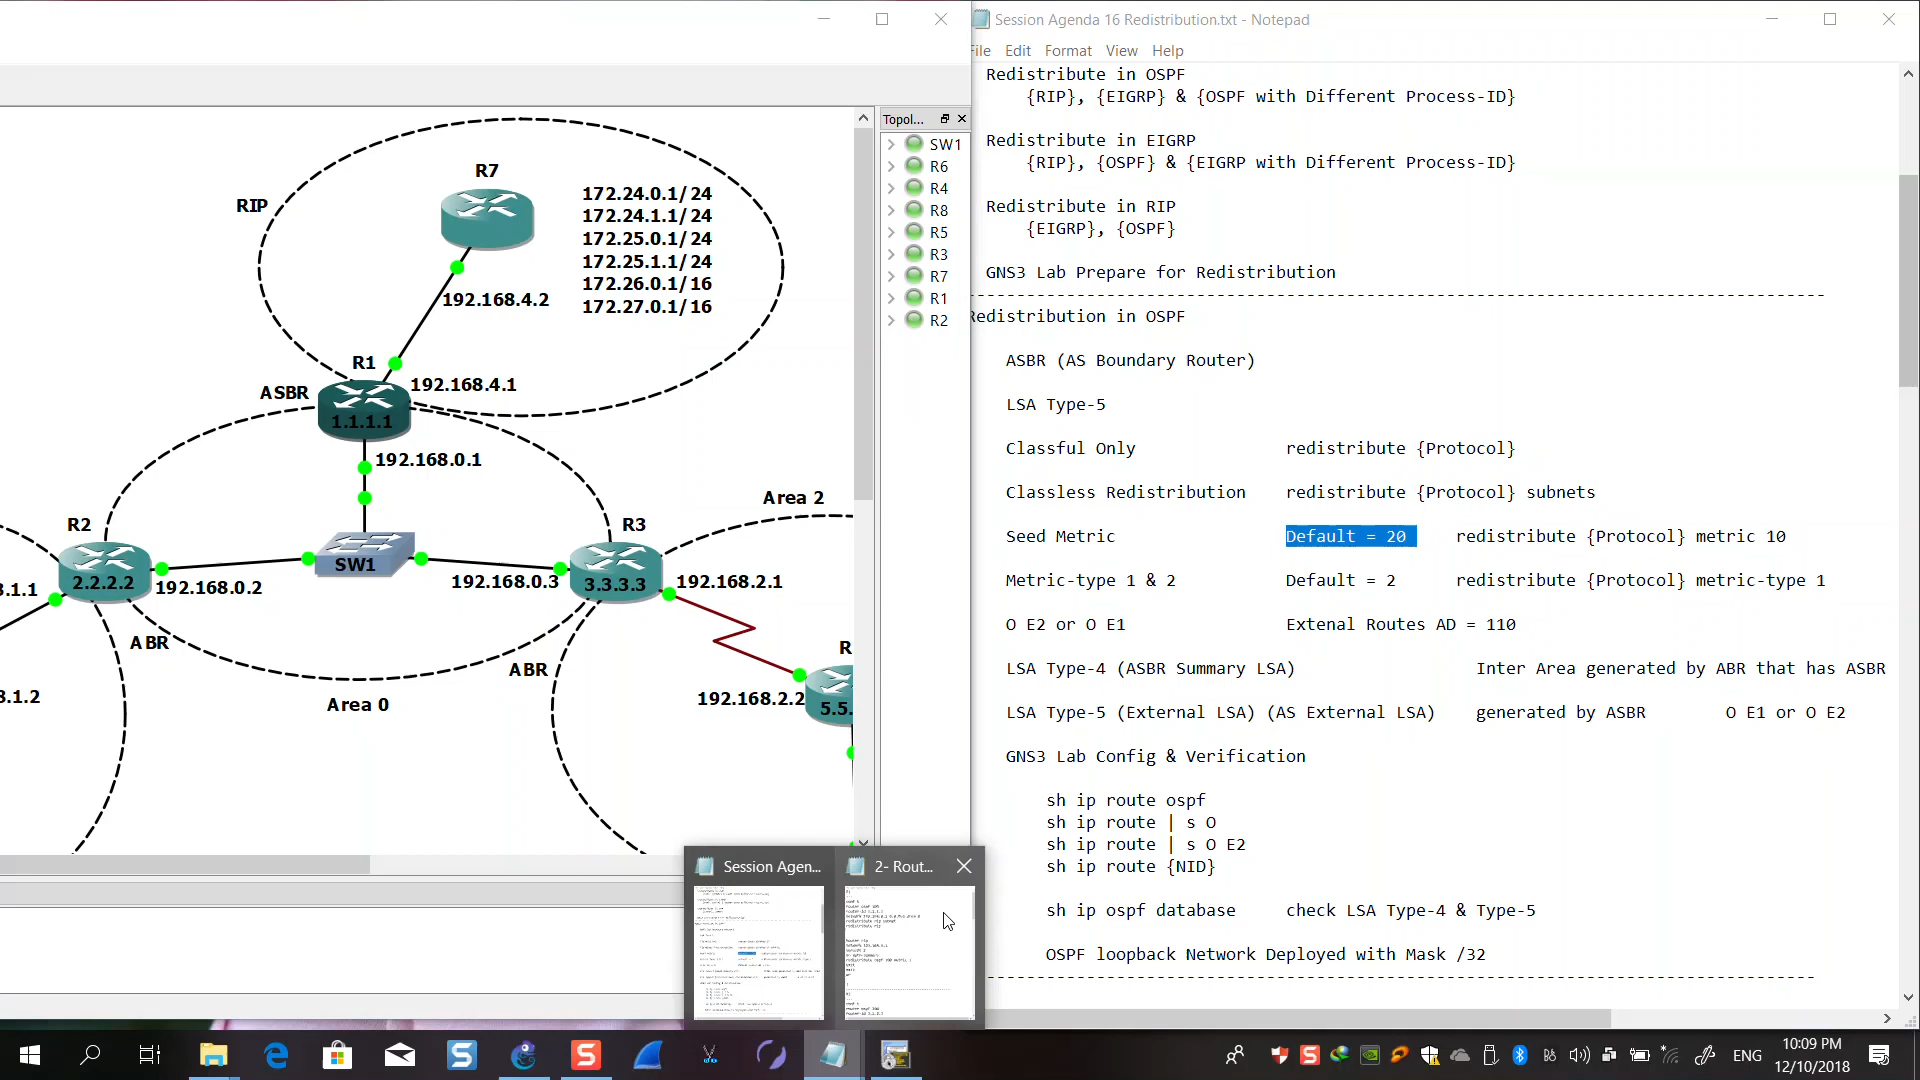 Session Agenda 16 Redistribution.txt - Notepad
File Edit Format View Help
Redistribute in OSPF
{RIP}, {EIGRP} & {OSPF with Different Process-ID}
Redistribute in EIGRP
{RIP}, {OSPF} & {EIGRP with Different Process-ID}
Redistribute in RIP
{EIGRP}, {OSPF}
GNS3 Lab Prepare for Redistribution
Redistribution in OSPF
ASBR (AS Boundary Router)
LSA Type-5
Classful Only redistribute {Protocol}
Classless Redistribution redistribute {Protocol} subnets
Seed Metric Default = 20 redistribute {Protocol} metric 10
Metric-type 1 & 2 Default = 2 redistribute {Protocol} metric-type 1
O E2 or O E1 Extenal Routes AD = 110
LSA Type-4 (ASBR Summary LSA) Inter Area generated by ABR that has ASBR
LSA Type-5 (External LSA) (AS External LSA) generated by ASBR O E1 or O E2
GNS3 Lab Config & Verification
sh ip route ospf
sh ip route | s O
sh ip route | s O E2
sh ip route {NID}
sh ip ospf database check LSA Type-4 & Type-5
OSPF loopback Network Deployed with Mask /32
Topol...
SW1
R6
R4
R8
R5
R3
R7
R1
R2
RIP
R7
172.24.0.1/24
172.24.1.1/24
172.25.0.1/24
172.25.1.1/24
172.26.0.1/16
172.27.0.1/16
192.168.4.2
R1
192.168.4.1
ASBR
1.1.1.1
192.168.0.1
Area 2
R2
R3
SW1
2.2.2.2
192.168.0.2
192.168.0.3
3.3.3.3
192.168.2.1
3.1.1
ABR
ABR
R
3.1.2
192.168.2.2
5.5.
Area 0
Session Agen...
2- Rout...
ENG
10:09 PM
12/10/2018